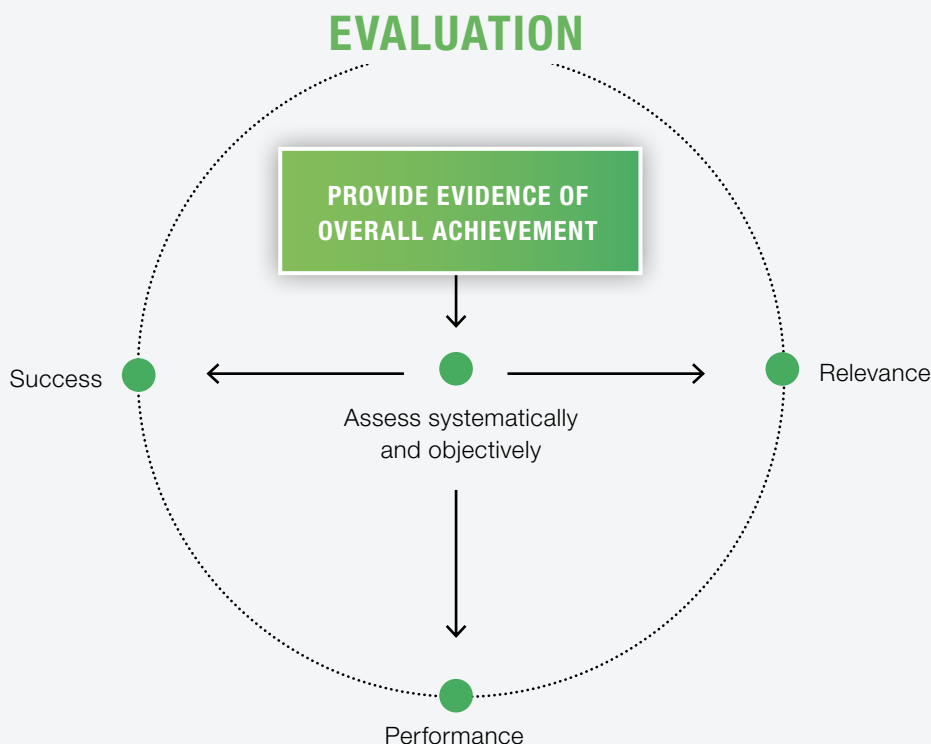 EVALUATION
PROVIDE EVIDENCE OF
OVERALL ACHIEVEMENT
Success
Relevance
Assess systematically
and objectively
Performance